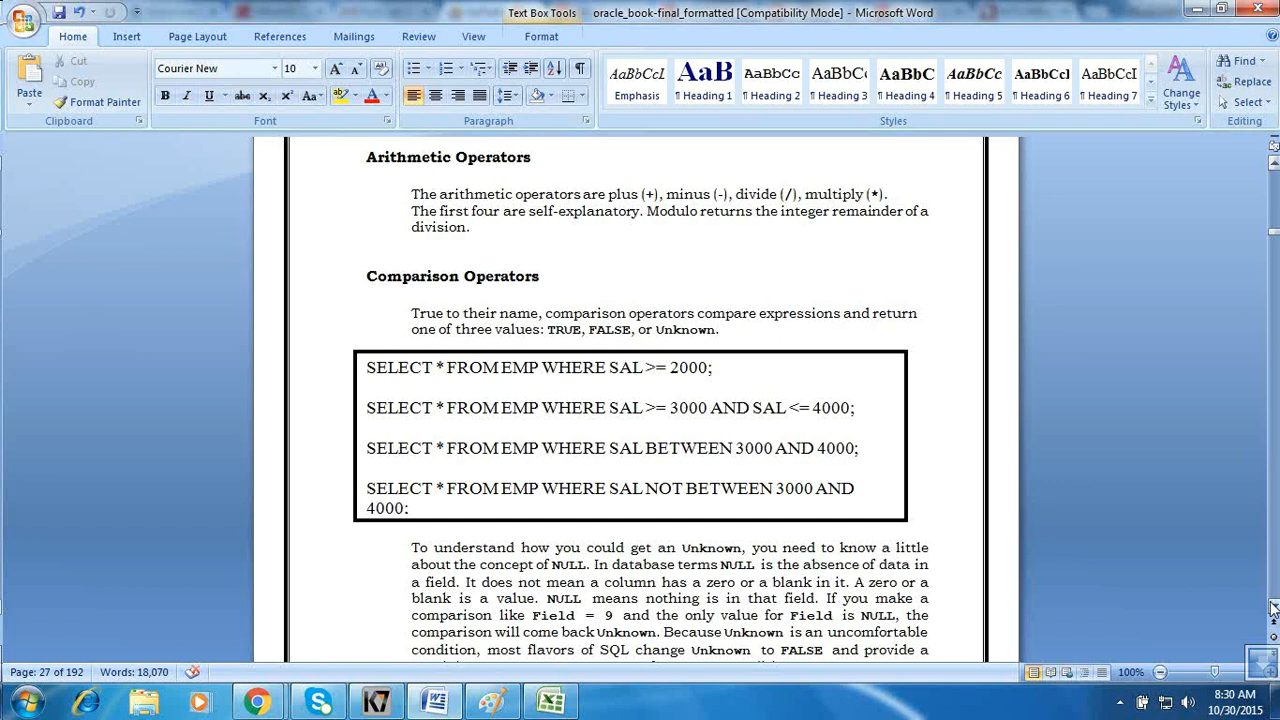 Text Box Tools
oracle_book-final_formatted [Compatibility Mode] - Microsoft Word
Home Insert Page Layout References Mailings Review View Format
Paste
Cut
Copy
Format Painter
Clipboard
Courier New 10
B I U abc x₂ x² Aa
Font
Paragraph
AaBbCcI AaB AaBbCc AaBbCc AaBbC AaBbCc AaBbCc AaBbCcI
Emphasis ¶ Heading 1 ¶ Heading 2 ¶ Heading 3 ¶ Heading 4 ¶ Heading 5 ¶ Heading 6 ¶ Heading 7
Styles
Change Styles
Find
Replace
Select
Editing
Arithmetic Operators
The arithmetic operators are plus (+), minus (-), divide (/), multiply (*).
The first four are self-explanatory. Modulo returns the integer remainder of a
division.
Comparison Operators
True to their name, comparison operators compare expressions and return
one of three values: TRUE, FALSE, or Unknown.
SELECT * FROM EMP WHERE SAL >= 2000;
SELECT * FROM EMP WHERE SAL >= 3000 AND SAL <= 4000;
SELECT * FROM EMP WHERE SAL BETWEEN 3000 AND 4000;
SELECT * FROM EMP WHERE SAL NOT BETWEEN 3000 AND
4000;
To understand how you could get an Unknown, you need to know a little
about the concept of NULL. In database terms NULL is the absence of data in
a field. It does not mean a column has a zero or a blank in it. A zero or a
blank is a value. NULL means nothing is in that field. If you make a
comparison like Field = 9 and the only value for Field is NULL, the
comparison will come back Unknown. Because Unknown is an uncomfortable
condition, most flavors of SQL change Unknown to FALSE and provide a
Page: 27 of 192 Words: 18,070
100%
K7
8:30 AM
10/30/2015